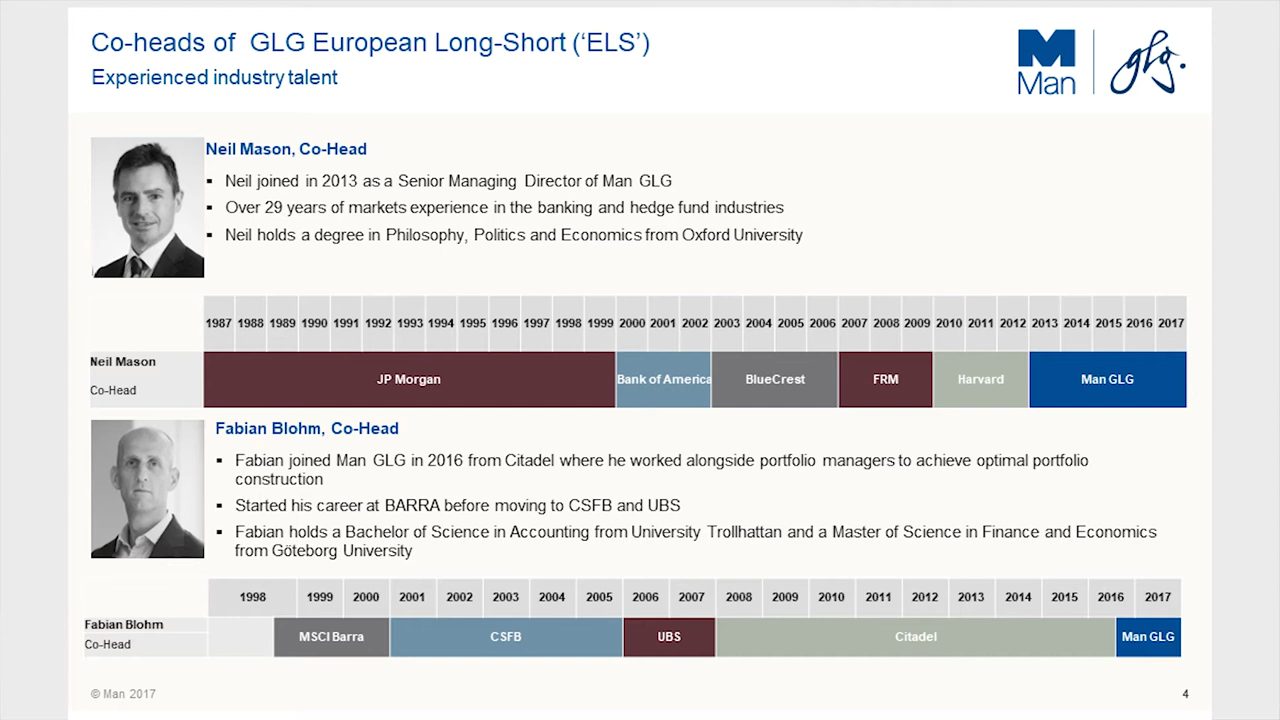 Co-heads of GLG European Long-Short (‘ELS’)
Experienced industry talent
M
Man
glg.
Neil Mason, Co-Head
▪ Neil joined in 2013 as a Senior Managing Director of Man GLG
▪ Over 29 years of markets experience in the banking and hedge fund industries
▪ Neil holds a degree in Philosophy, Politics and Economics from Oxford University
1987 1988 1989 1990 1991 1992 1993 1994 1995 1996 1997 1998 1999 2000 2001 2002 2003 2004 2005 2006 2007 2008 2009 2010 2011 2012 2013 2014 2015 2016 2017
Neil Mason
Co-Head
JP Morgan Bank of America BlueCrest FRM Harvard Man GLG
Fabian Blohm, Co-Head
▪ Fabian joined Man GLG in 2016 from Citadel where he worked alongside portfolio managers to achieve optimal portfolio
construction
▪ Started his career at BARRA before moving to CSFB and UBS
▪ Fabian holds a Bachelor of Science in Accounting from University Trollhattan and a Master of Science in Finance and Economics
from Göteborg University
1998 1999 2000 2001 2002 2003 2004 2005 2006 2007 2008 2009 2010 2011 2012 2013 2014 2015 2016 2017
Fabian Blohm
Co-Head
MSCI Barra CSFB UBS Citadel Man GLG
© Man 2017
4